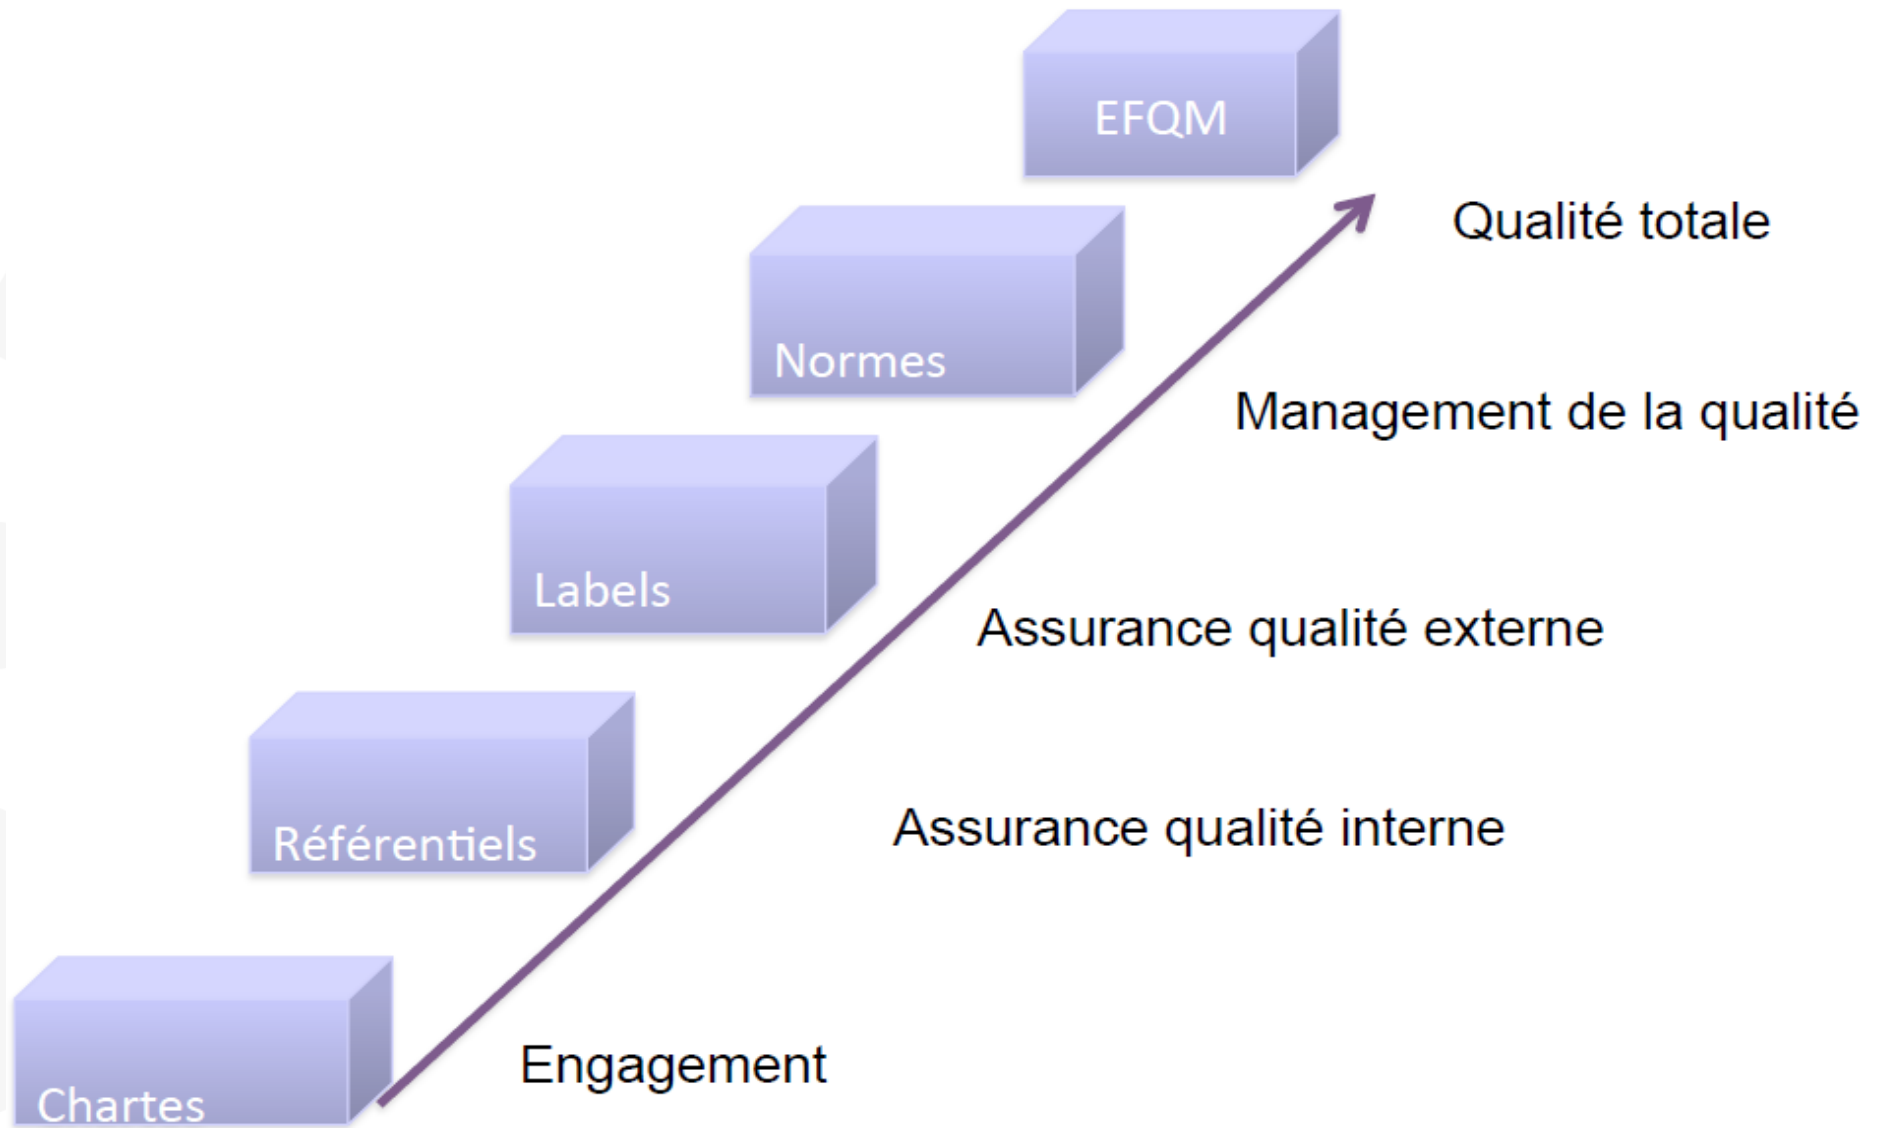 EFQM
Qualité totale
Normes
Management de la qualité
Labels
Assurance qualité externe
Référentiels
Assurance qualité interne
Chartes
Engagement